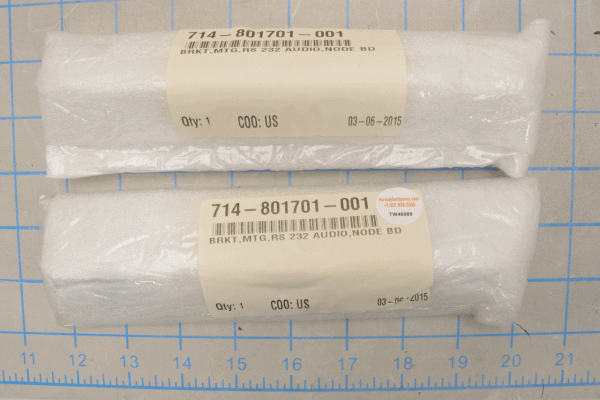 714-801701-001
BRKT,MTG,RS 232 AUDIO,NODE BD
Qty: 1 COO: US 03-06-2015
714-801701-001
BRKT,MTG,RS 232 AUDIO,NODE BD
TW46986
Qty: 1 COO: US 03-06-2015
11 12 13 14 15 16 17 18 19 20 21